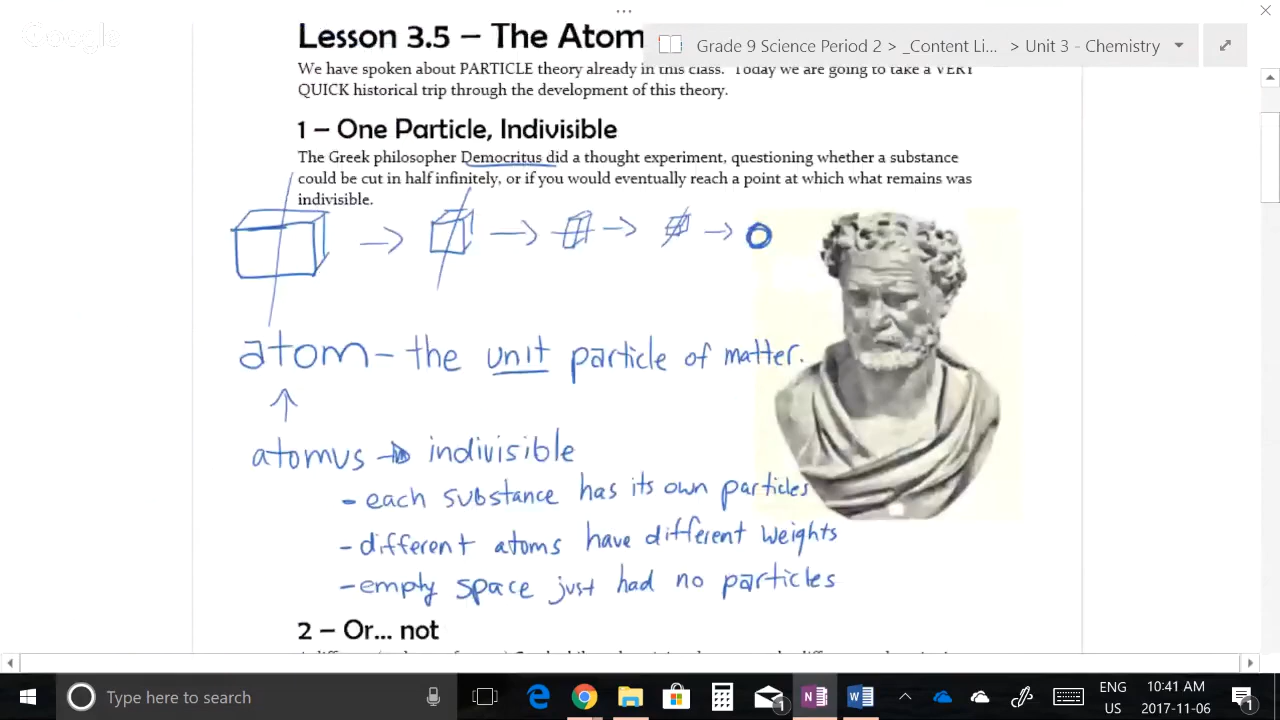 Google
Lesson 3.5 – The Atom
Grade 9 Science Period 2 > _Content Li... > Unit 3 - Chemistry
We have spoken about PARTICLE theory already in this class. Today we are going to take a VERY
QUICK historical trip through the development of this theory.
1 – One Particle, Indivisible
The Greek philosopher Democritus did a thought experiment, questioning whether a substance
could be cut in half infinitely, or if you would eventually reach a point at which what remains was
indivisible.
atom - the unit particle of matter.
atomus → indivisible
- each substance has its own particles
- different atoms have different weights
- empty space just had no particles
2 – Or... not
Type here to search
ENG
10:41 AM
US
2017-11-06
1
1